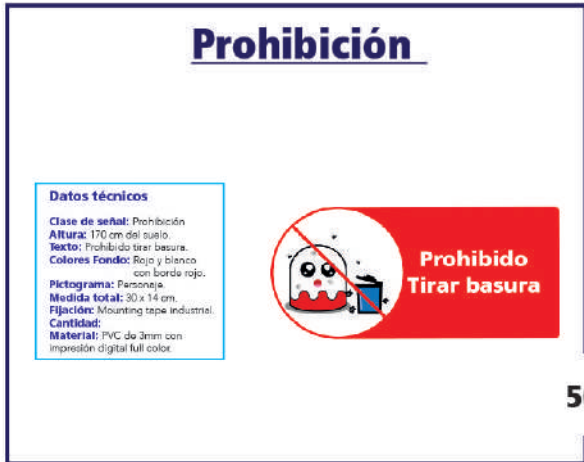 Prohibición
Datos técnicos
Clase de señal: Prohibición
Altura: 170 cm del suelo.
Texto: Prohibido tirar basura.
Colores Fondo: Rojo y blanco
con borde rojo.
Pictograma: Personaje.
Medida total: 30 x 14 cm.
Fijación: Mounting tape industrial.
Cantidad:
Material: PVC de 3mm con
impresión digital full color.
Prohibido
Tirar basura